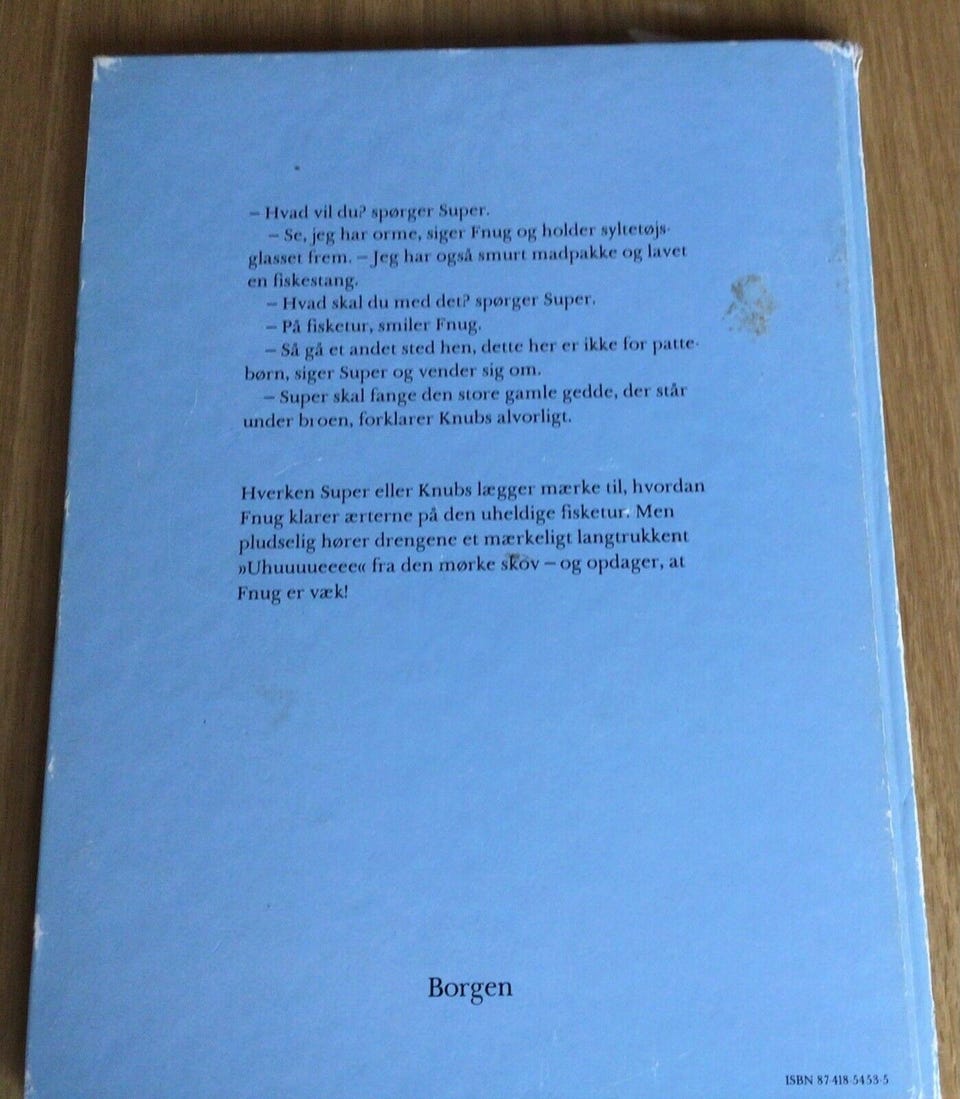 – Hvad vil du? spørger Super.
– Se, jeg har orme, siger Fnug og holder syltetøjs-
glasset frem. – Jeg har også smurt madpakke og lavet
en fiskestang.
– Hvad skal du med det? spørger Super.
– På fisketur, smiler Fnug.
– Så gå et andet sted hen, dette her er ikke for patte-
børn, siger Super og vender sig om.
– Super skal fange den store gamle gedde, der står
under broen, forklarer Knubs alvorligt.
Hverken Super eller Knubs lægger mærke til, hvordan
Fnug klarer ærterne på den uheldige fisketur. Men
pludselig hører drengene et mærkeligt langtrukkent
»Uhuuuueeee« fra den mørke skov – og opdager, at
Fnug er væk!
Borgen
ISBN 87-418-5453-5